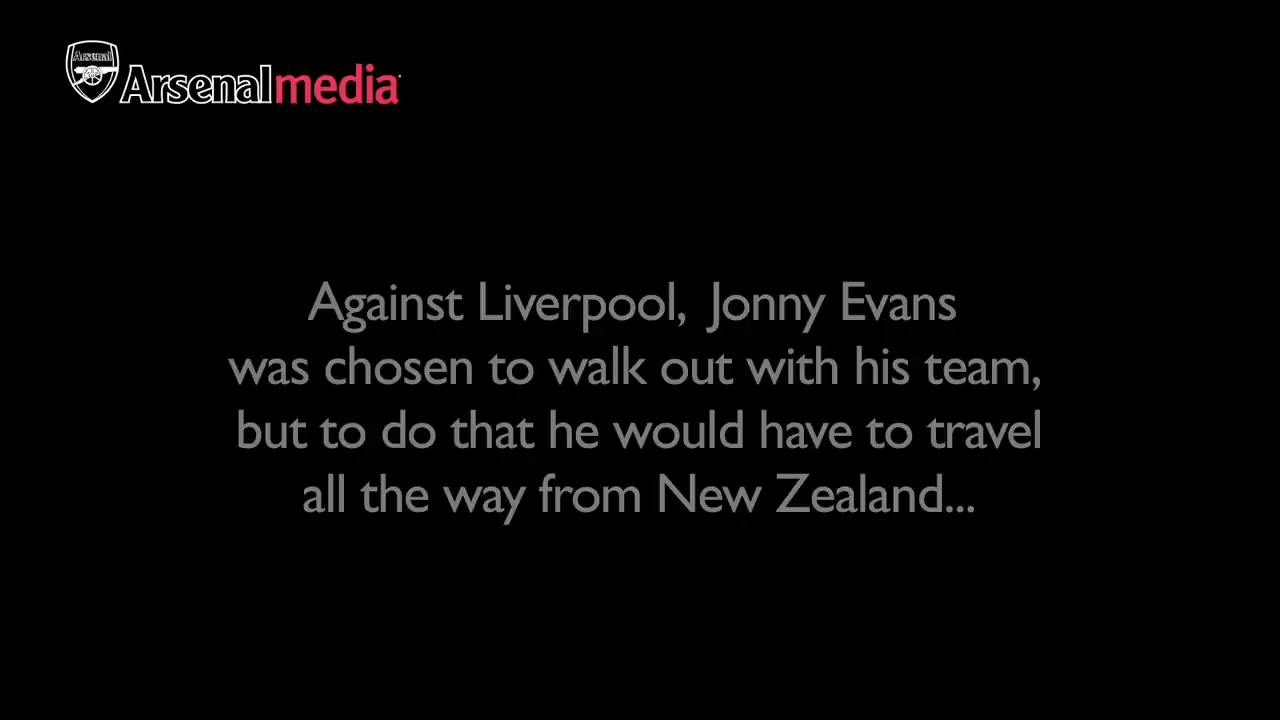 Arsenal
Arsenalmedia
Against Liverpool, Jonny Evans
was chosen to walk out with his team,
but to do that he would have to travel
all the way from New Zealand...